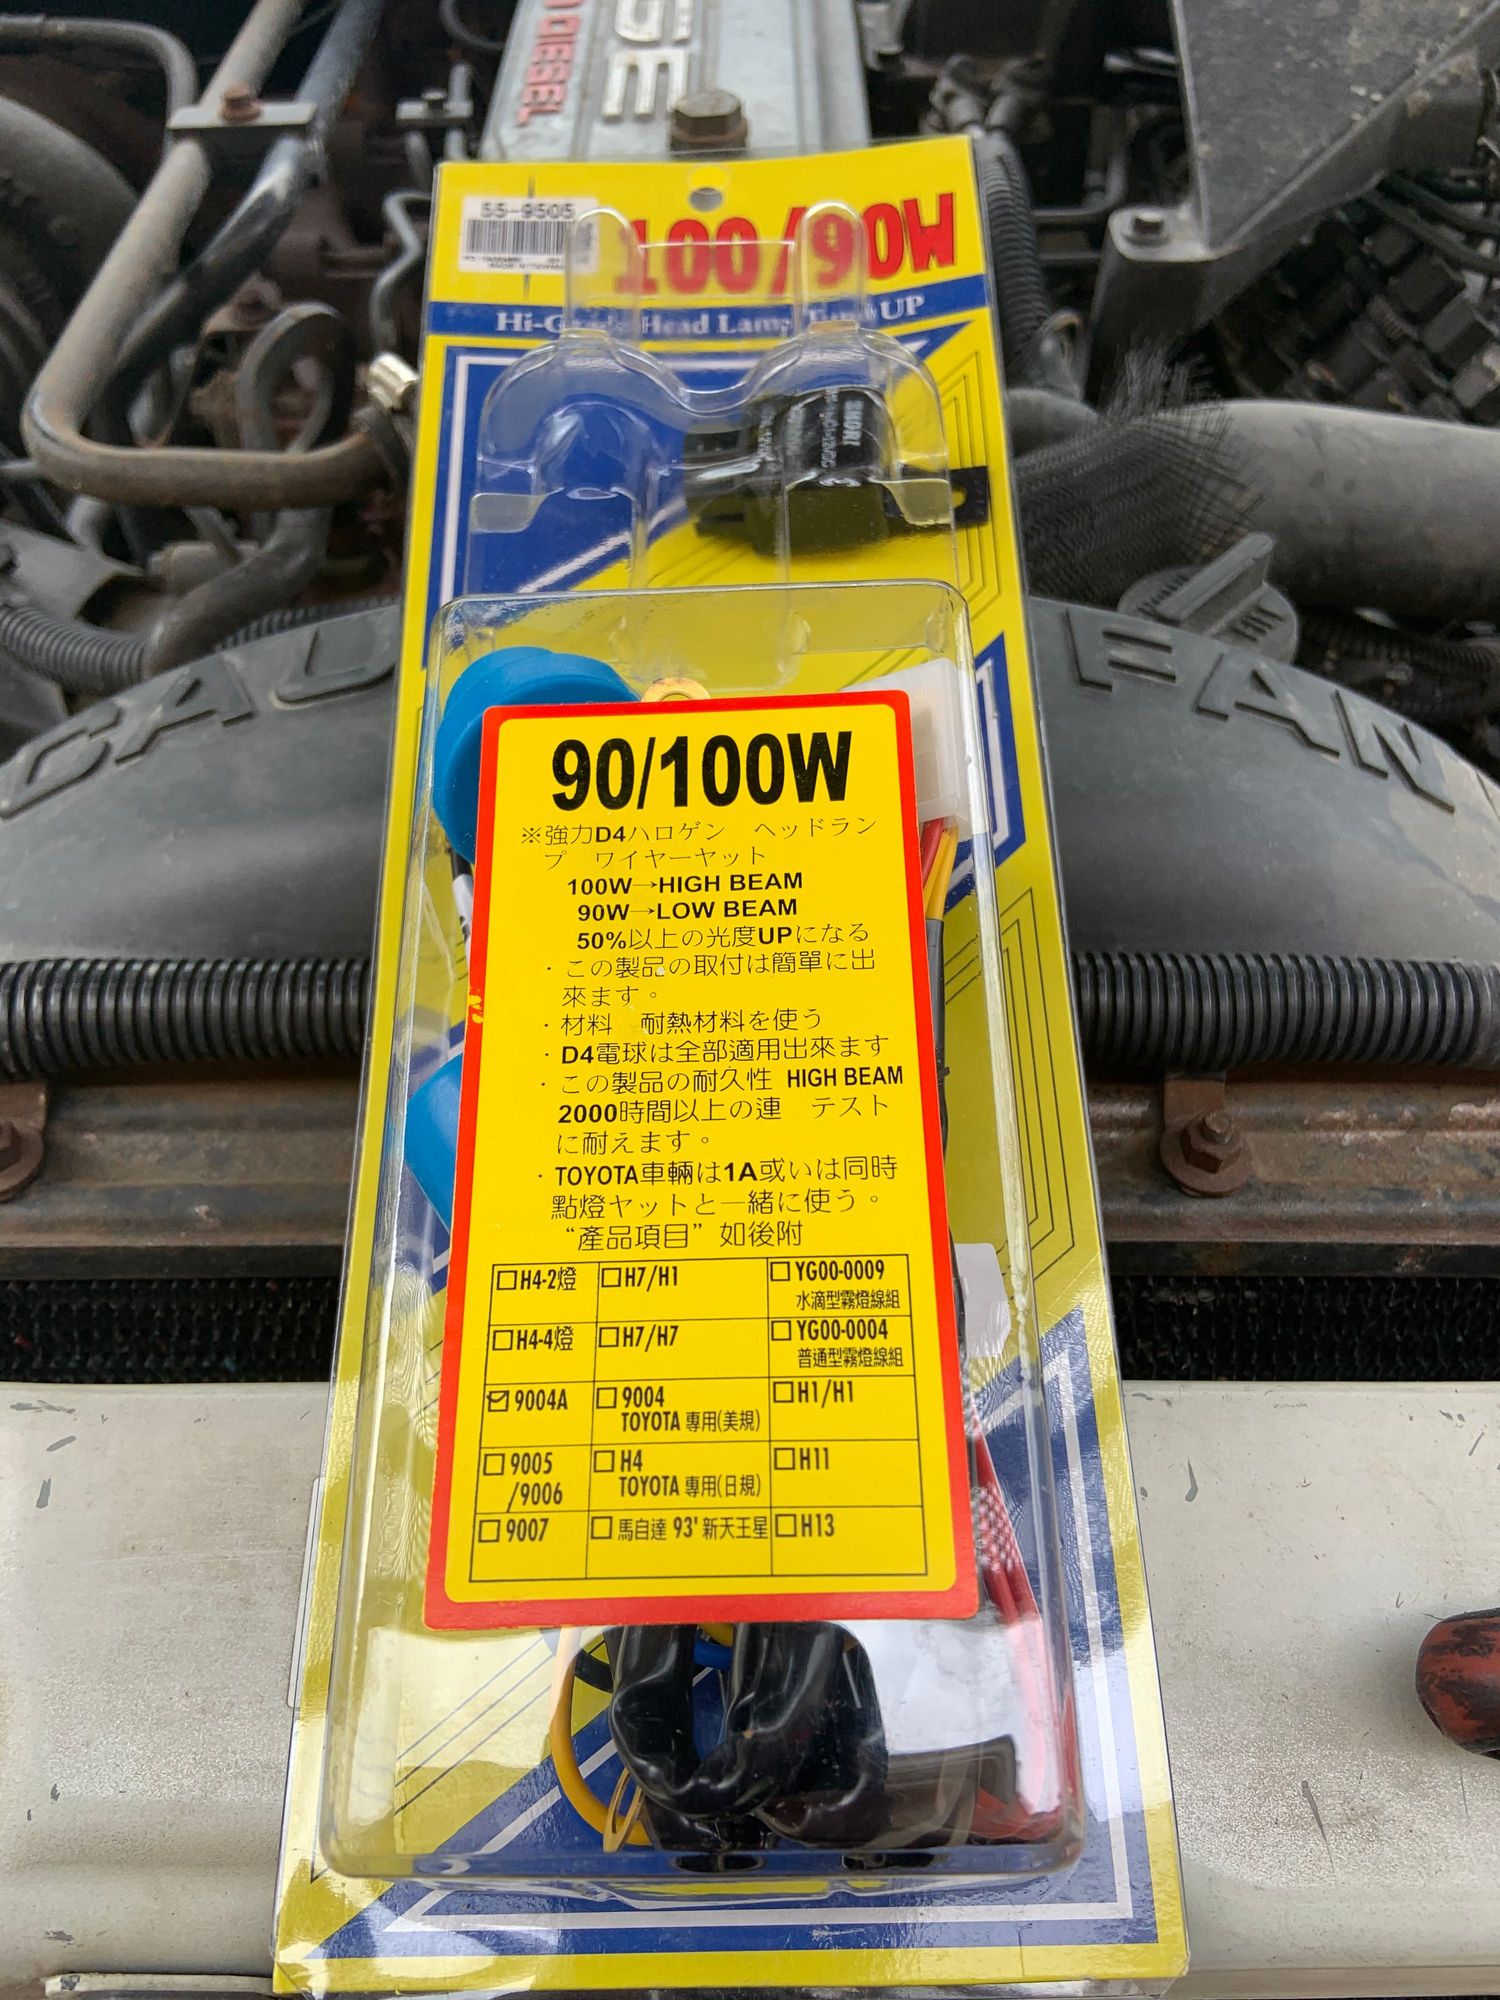 DIESEL
GE
55-9505
100/90W
Hi-Grade Head Lamp Tune UP
CAU
FAN
90/100W
※強力D4ハロゲン ヘッドラン
プ ワイヤーヤット
100W→HIGH BEAM
90W→LOW BEAM
50%以上の光度UPになる
・この製品の取付は簡單に出
來ます。
・材料 耐熱材料を使う
・D4電球は全部適用出來ます
・この製品の耐久性 HIGH BEAM
2000時間以上の連 テスト
に耐えます。
・TOYOTA車輛は1A或いは同時
點燈ヤットと一緒に使う。
“產品項目”如後附
☐H4-2燈 ☐H7/H1 ☐YG00-0009
水滴型霧燈線組
☐H4-4燈 ☐H7/H7 ☐YG00-0004
普通型霧燈線組
☑9004A ☐9004 ☐H1/H1
TOYOTA 專用(美規)
☐9005 ☐H4 ☐H11
/9006 TOYOTA 專用(日規)
☐9007 ☐馬自達 93' 新天王星 ☐H13